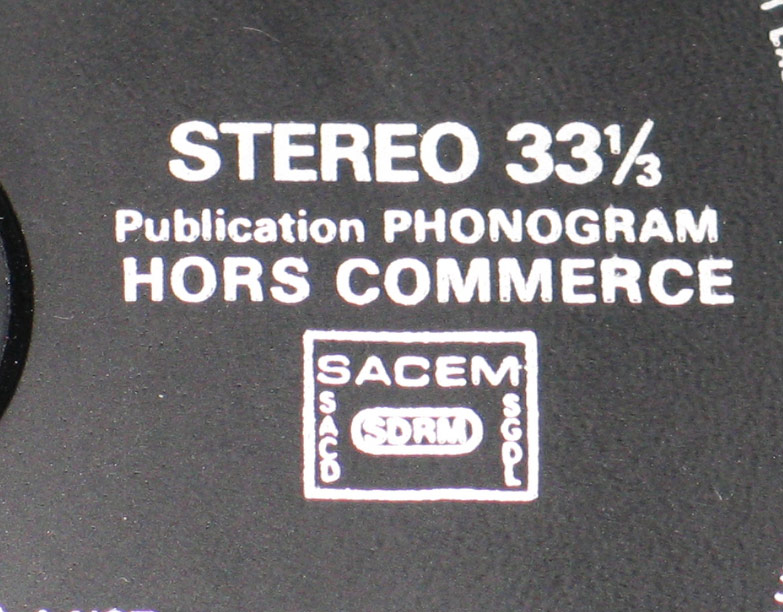 STEREO 33⅓
Publication PHONOGRAM
HORS COMMERCE
SACEM
SACD
SDRM
SGDL